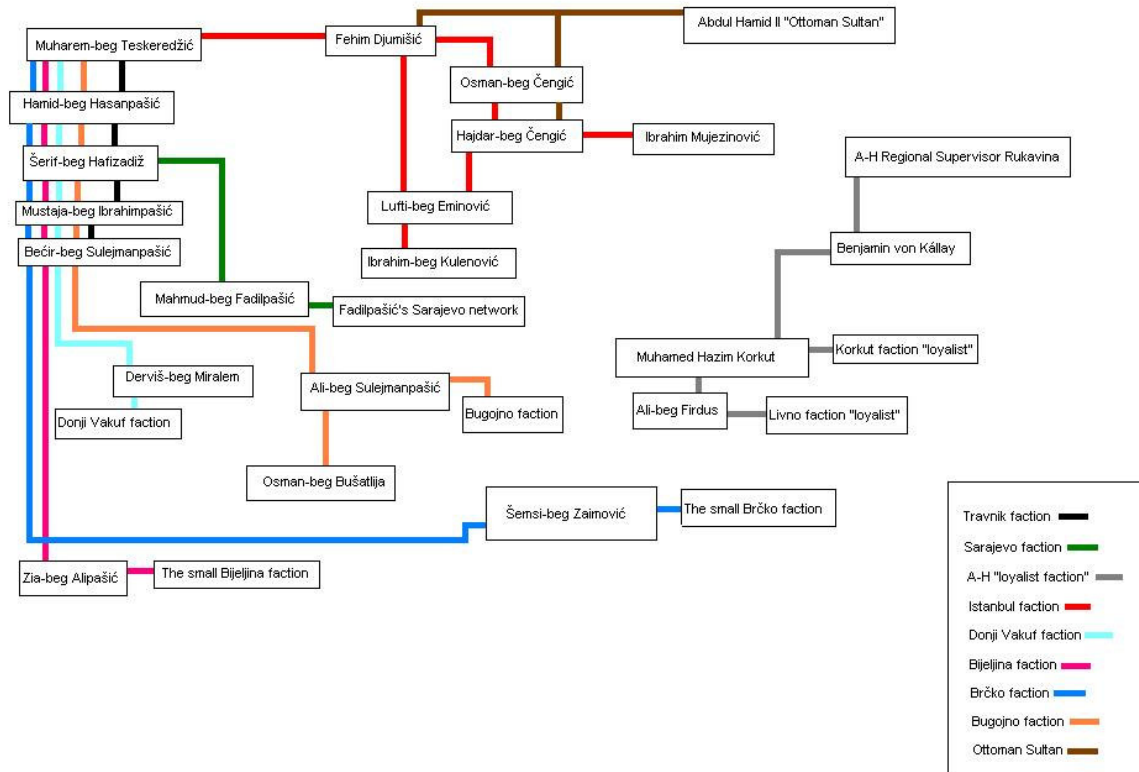 Abdul Hamid II "Ottoman Sultan"
Muharem-beg Teskeredžić
Fehim Djumišić
Osman-beg Čengić
Hamid-beg Hasanpašić
Hajdar-beg Čengić
Ibrahim Mujezinović
A-H Regional Supervisor Rukavina
Šerif-beg Hafizadiž
Mustaja-beg Ibrahimpašić
Lufti-beg Eminović
Bećir-beg Sulejmanpašić
Ibrahim-beg Kulenović
Benjamin von Kállay
Mahmud-beg Fadilpašić
Fadilpašić's Sarajevo network
Muhamed Hazim Korkut
Korkut faction "loyalist"
Derviš-beg Miralem
Ali-beg Sulejmanpašić
Donji Vakuf faction
Bugojno faction
Ali-beg Firdus
Livno faction "loyalist"
Osman-beg Bušatlija
Šemsi-beg Zaimović
The small Brčko faction
Zia-beg Alipašić
The small Bijeljina faction
Travnik faction
Sarajevo faction
A-H "loyalist faction"
Istanbul faction
Donji Vakuf faction
Bijeljina faction
Brčko faction
Bugojno faction
Ottoman Sultan